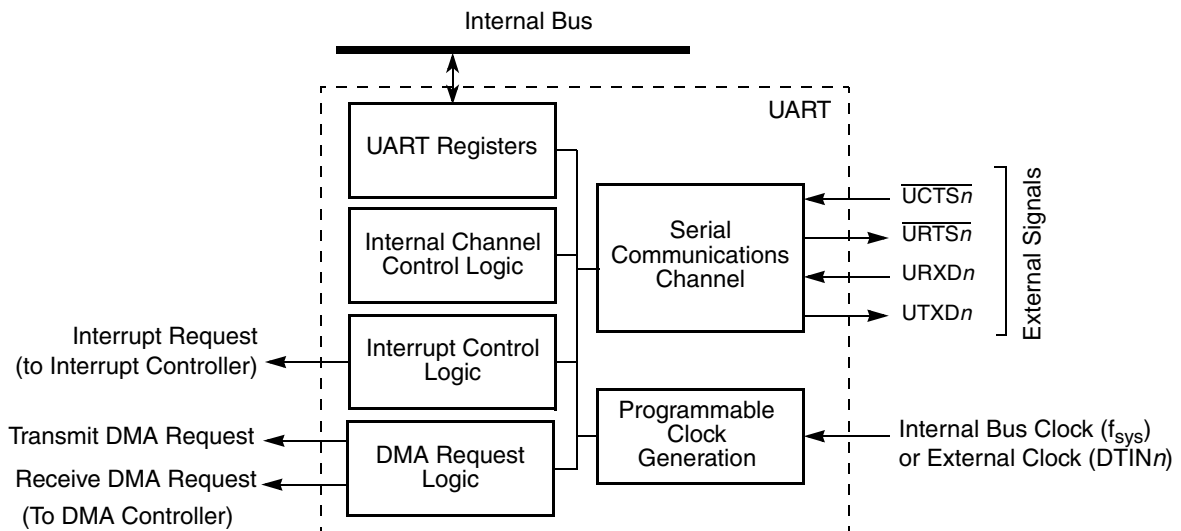 Internal Bus
UART
UART Registers
Internal Channel
Control Logic
Interrupt Control
Logic
DMA Request
Logic
Serial
Communications
Channel
Programmable
Clock
Generation
U̅C̅T̅S̅n̅
U̅R̅T̅S̅n̅
URXDn
UTXDn
External Signals
Interrupt Request
(to Interrupt Controller)
Transmit DMA Request
Receive DMA Request
(To DMA Controller)
Internal Bus Clock (fsys)
or External Clock (DTINn)